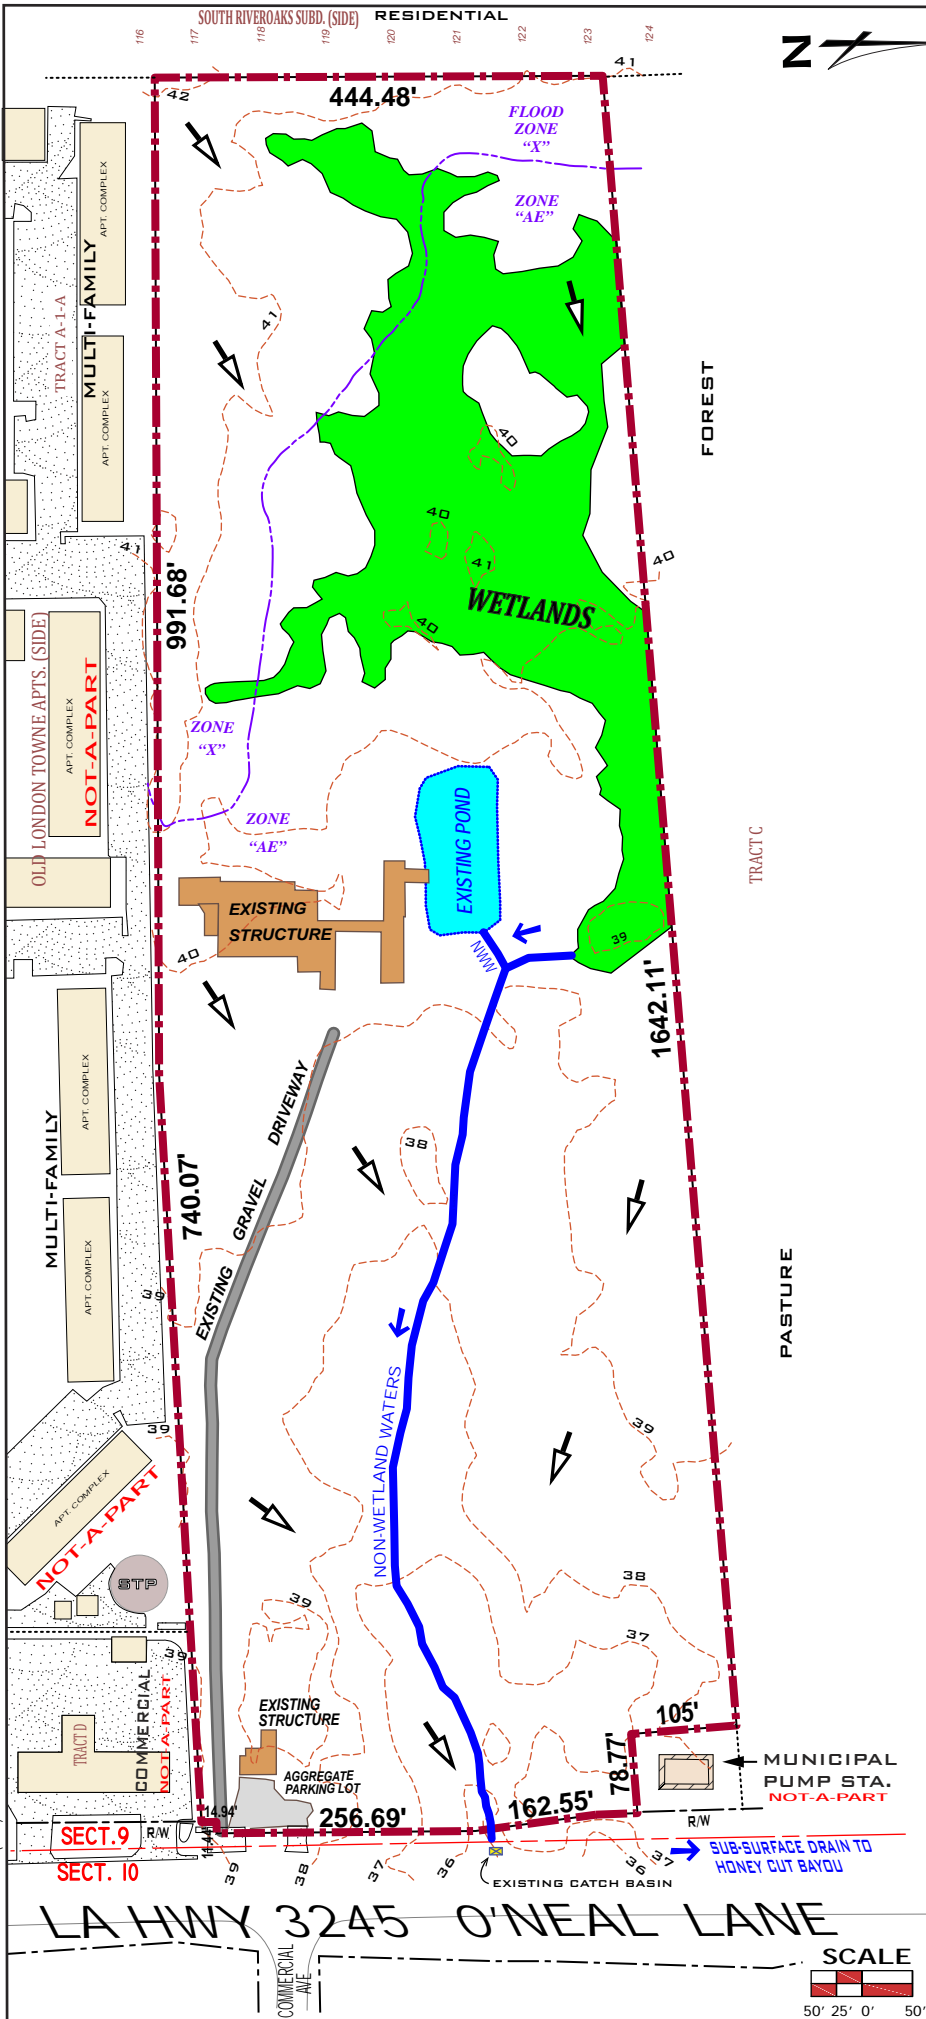 SOUTH RIVEROAKS SUBD. (SIDE)
RESIDENTIAL
116
117
118
119
120
121
122
123
124
Z
42
444.48'
41
FLOOD
ZONE
“X”
ZONE
“AE”
APT. COMPLEX
MULTI-FAMILY
TRACT A-1-A
APT. COMPLEX
41
FOREST
40
40
41
41
40
991.68'
WETLANDS
40
OLD LONDON TOWNE APTS. (SIDE)
APT. COMPLEX
NOT-A-PART
ZONE
“X”
ZONE
“AE”
EXISTING POND
TRACT C
EXISTING
STRUCTURE
39
40
NWW
1642.11'
APT. COMPLEX
MULTI-FAMILY
APT. COMPLEX
740.07'
EXISTING GRAVEL DRIVEWAY
38
39
PASTURE
NON-WETLAND WATERS
39
39
APT. COMPLEX
NOT-A-PART
STP
39
38
37
39
COMMERCIAL
NOT-A-PART
TRACT D
EXISTING
STRUCTURE
AGGREGATE
PARKING LOT
105'
78.77'
MUNICIPAL
PUMP STA.
NOT-A-PART
14.94'
11.44'
256.69'
162.55'
SECT.9
R/W
R/W
SECT. 10
39
38
37
36
36
37
SUB-SURFACE DRAIN TO
HONEY CUT BAYOU
EXISTING CATCH BASIN
LA HWY 3245 O'NEAL LANE
COMMERCIAL
AVE
SCALE
50' 25' 0' 50'